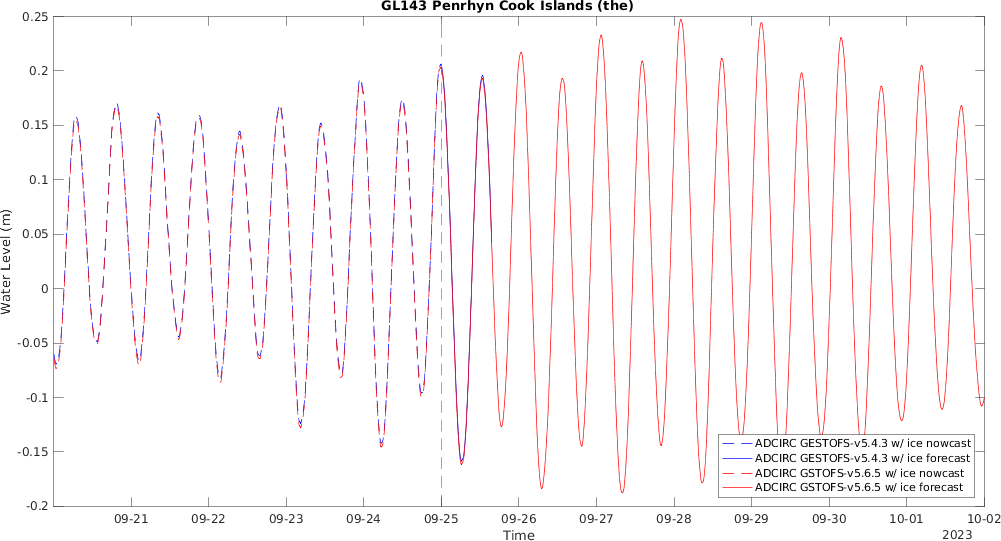 GL143 Penrhyn Cook Islands (the)
0.25
0.2
0.15
0.1
0.05
0
-0.05
-0.1
-0.15
-0.2
Water Level (m)
ADCIRC GESTOFS-v5.4.3 w/ ice nowcast
ADCIRC GESTOFS-v5.4.3 w/ ice forecast
ADCIRC GSTOFS-v5.6.5 w/ ice nowcast
ADCIRC GSTOFS-v5.6.5 w/ ice forecast
09-21 09-22 09-23 09-24 09-25 09-26 09-27 09-28 09-29 09-30 10-01 10-02
Time
2023